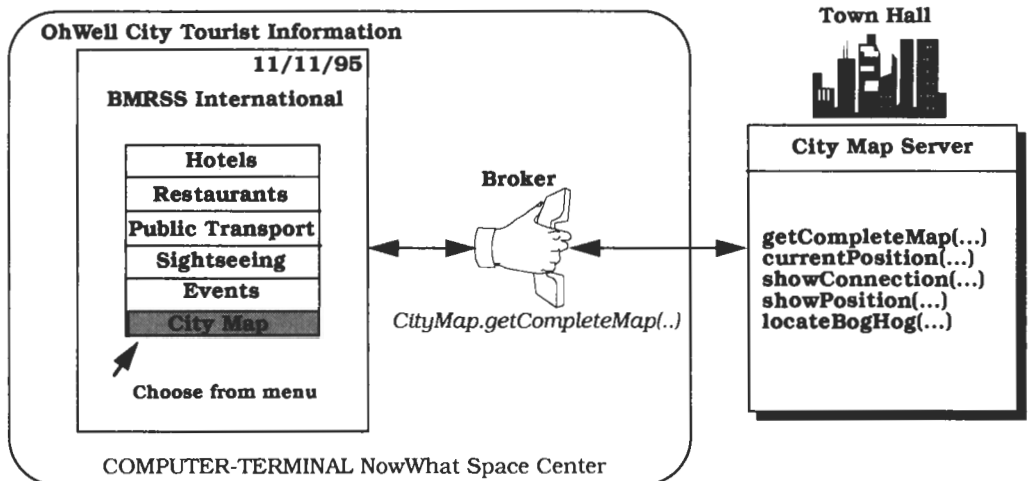 OhWell City Tourist Information
11/11/95
BMRSS International
Hotels
Restaurants
Public Transport
Sightseeing
Events
City Map
Choose from menu
COMPUTER-TERMINAL NowWhat Space Center
Broker
CityMap.getCompleteMap(..)
Town Hall
City Map Server
getCompleteMap(...)
currentPosition(...)
showConnection(...)
showPosition(...)
locateBogHog(...)